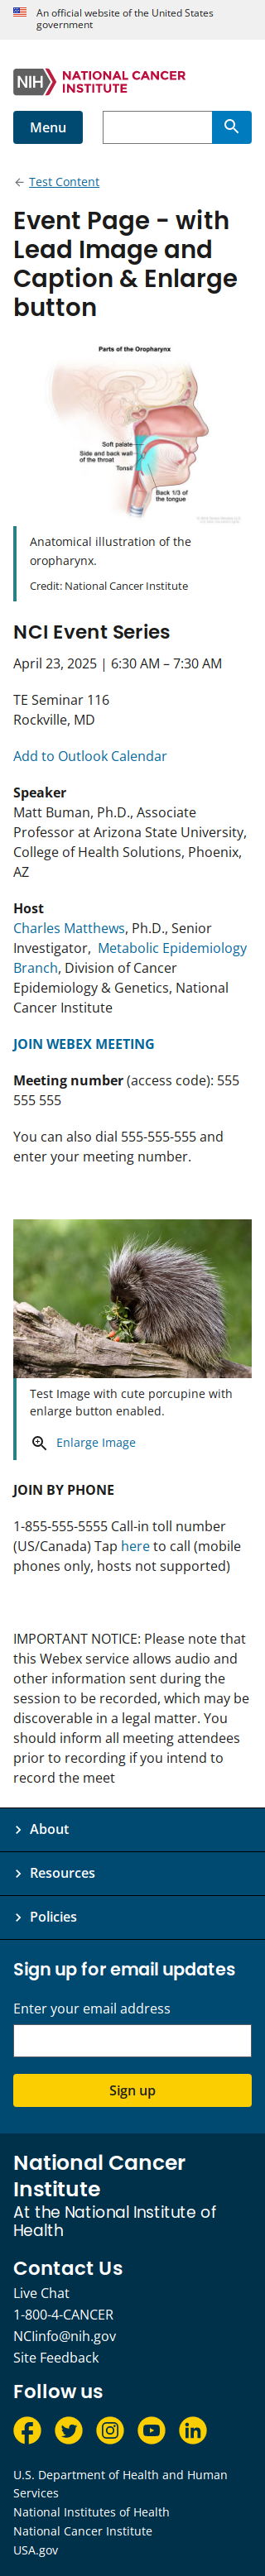 An official website of the United States
government
NIH NATIONAL CANCER
INSTITUTE
Menu
Test Content
Event Page - with
Lead Image and
Caption & Enlarge
button
Parts of the Oropharynx
Soft palate
Side and back wall
of the throat
Tonsil
Back 1/3 of
the tongue
Anatomical illustration of the
oropharynx.
Credit: National Cancer Institute
NCI Event Series
April 23, 2025 | 6:30 AM – 7:30 AM
TE Seminar 116
Rockville, MD
Add to Outlook Calendar
Speaker
Matt Buman, Ph.D., Associate
Professor at Arizona State University,
College of Health Solutions, Phoenix,
AZ
Host
Charles Matthews, Ph.D., Senior
Investigator,  Metabolic Epidemiology
Branch, Division of Cancer
Epidemiology & Genetics, National
Cancer Institute
JOIN WEBEX MEETING
Meeting number (access code): 555
555 555
You can also dial 555-555-555 and
enter your meeting number.
Test Image with cute porcupine with
enlarge button enabled.
Enlarge Image
JOIN BY PHONE
1-855-555-5555 Call-in toll number
(US/Canada) Tap here to call (mobile
phones only, hosts not supported)
IMPORTANT NOTICE: Please note that
this Webex service allows audio and
other information sent during the
session to be recorded, which may be
discoverable in a legal matter. You
should inform all meeting attendees
prior to recording if you intend to
record the meet
About
Resources
Policies
Sign up for email updates
Enter your email address
Sign up
National Cancer
Institute
At the National Institute of
Health
Contact Us
Live Chat
1-800-4-CANCER
NCIinfo@nih.gov
Site Feedback
Follow us
U.S. Department of Health and Human
Services
National Institutes of Health
National Cancer Institute
USA.gov